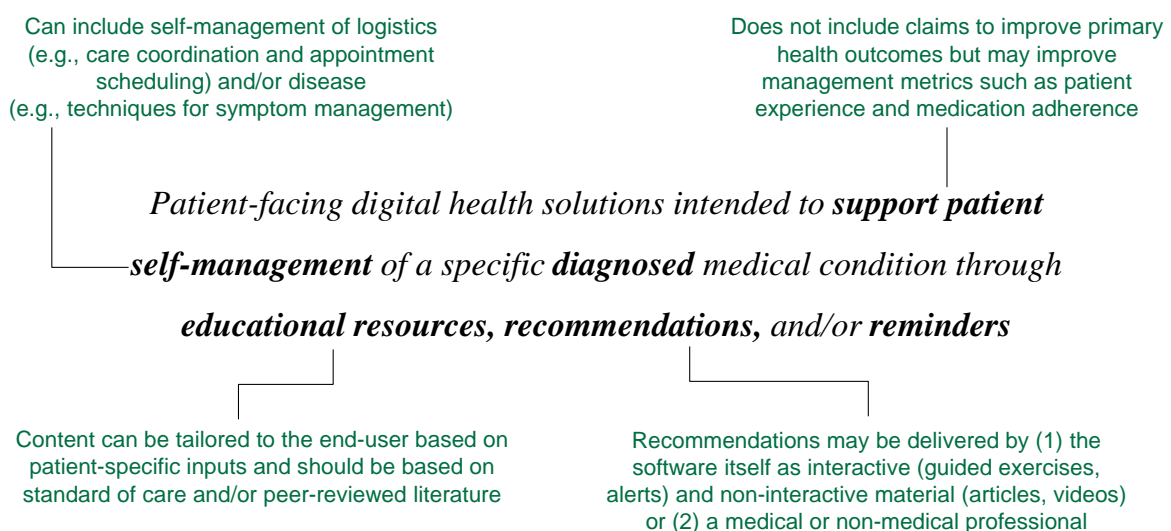 Can include self-management of logistics
(e.g., care coordination and appointment
scheduling) and/or disease
(e.g., techniques for symptom management)
Does not include claims to improve primary
health outcomes but may improve
management metrics such as patient
experience and medication adherence
Patient-facing digital health solutions intended to support patient
self-management of a specific diagnosed medical condition through
educational resources, recommendations, and/or reminders
Content can be tailored to the end-user based on
patient-specific inputs and should be based on
standard of care and/or peer-reviewed literature
Recommendations may be delivered by (1) the
software itself as interactive (guided exercises,
alerts) and non-interactive material (articles, videos)
or (2) a medical or non-medical professional